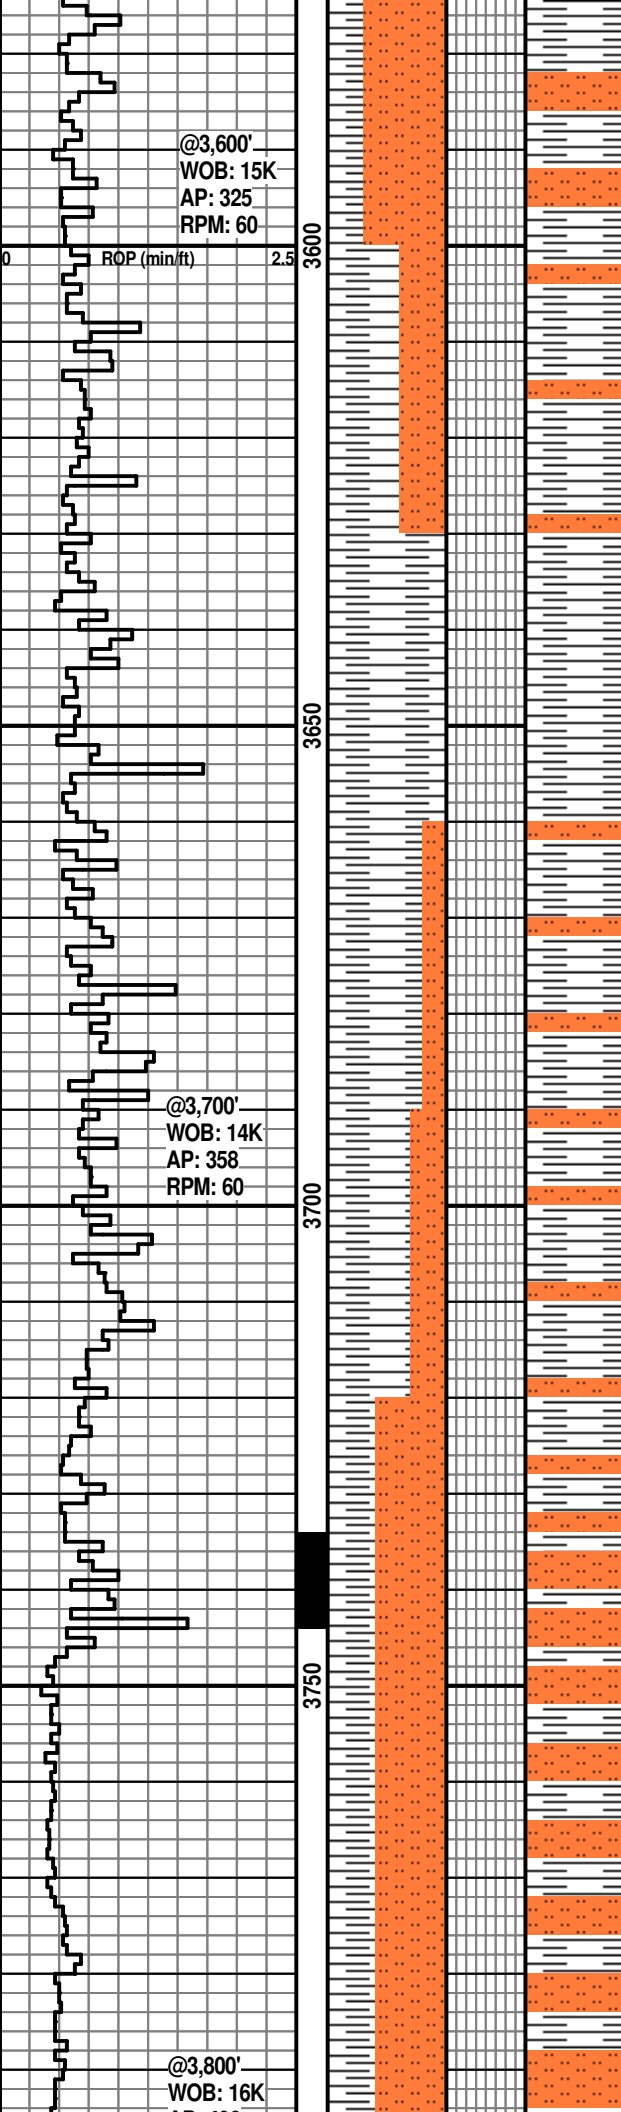 @3,600'
WOB: 15K
AP: 325
RPM: 60
3600
0 ROP (min/ft) 2.5
3650
@3,700'
WOB: 14K
AP: 358
RPM: 60
3700
3750
@3,800'
WOB: 16K